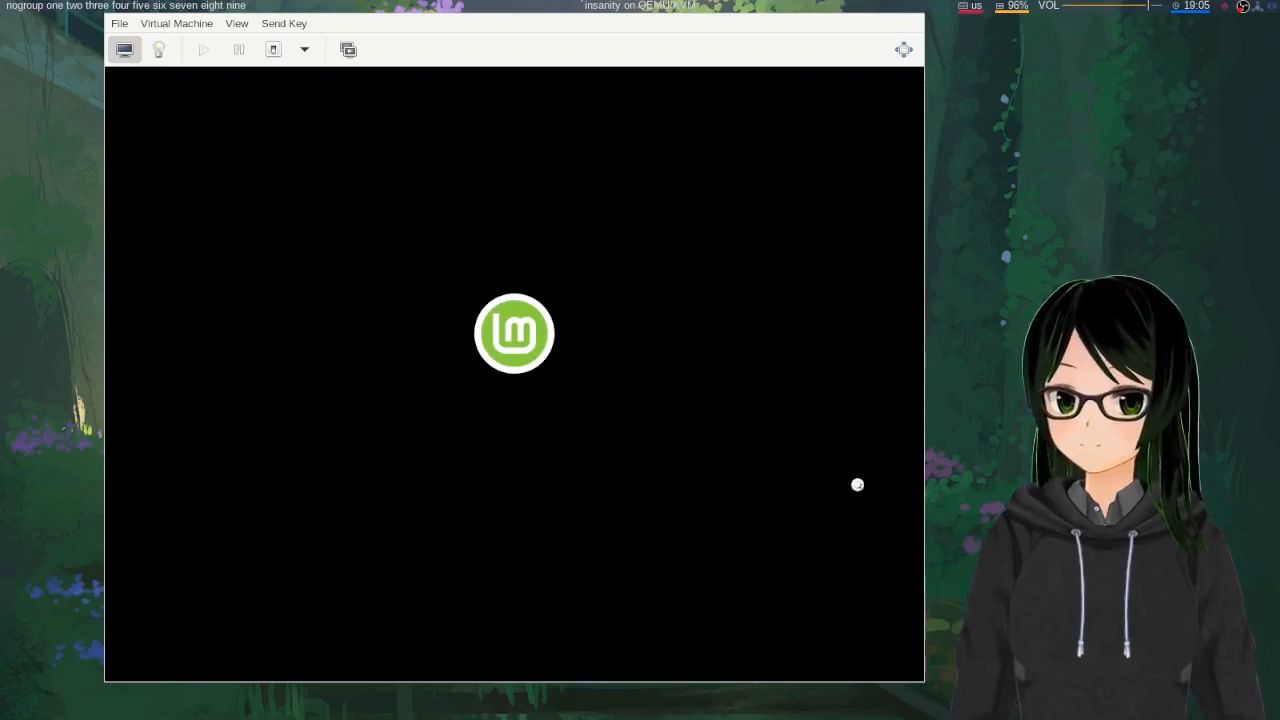 nogroup one two three four five six seven eight nine
insanity on QEMU/KVM
us 96% VOL 19:05
File Virtual Machine View Send Key
lm